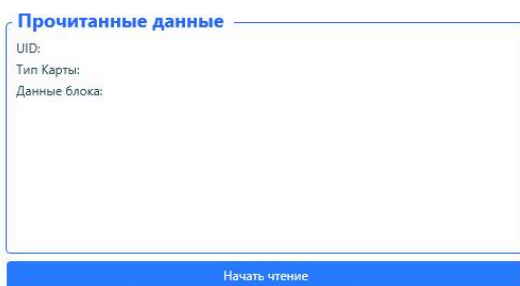 Прочитанные данные
UID:
Тип Карты:
Данные блока:
Начать чтение